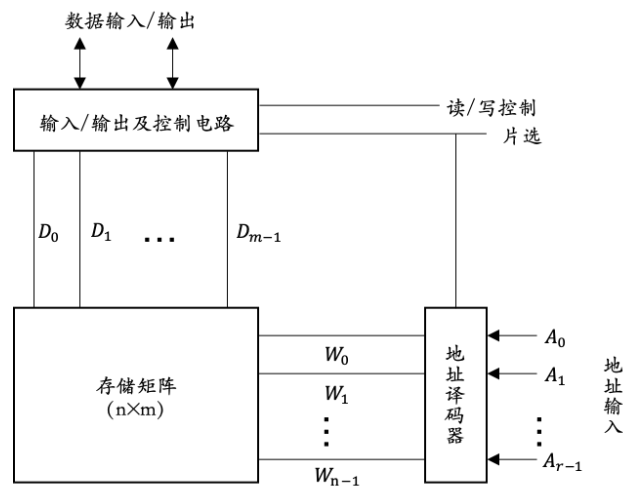 数据输入/输出
输入/输出及控制电路
读/写控制
片选
D₀ D₁ ... Dₘ₋₁
存储矩阵
(n×m)
W₀
W₁
⋮
Wₙ₋₁
地址译码器
A₀
A₁
⋮
Aᵣ₋₁
地址输入